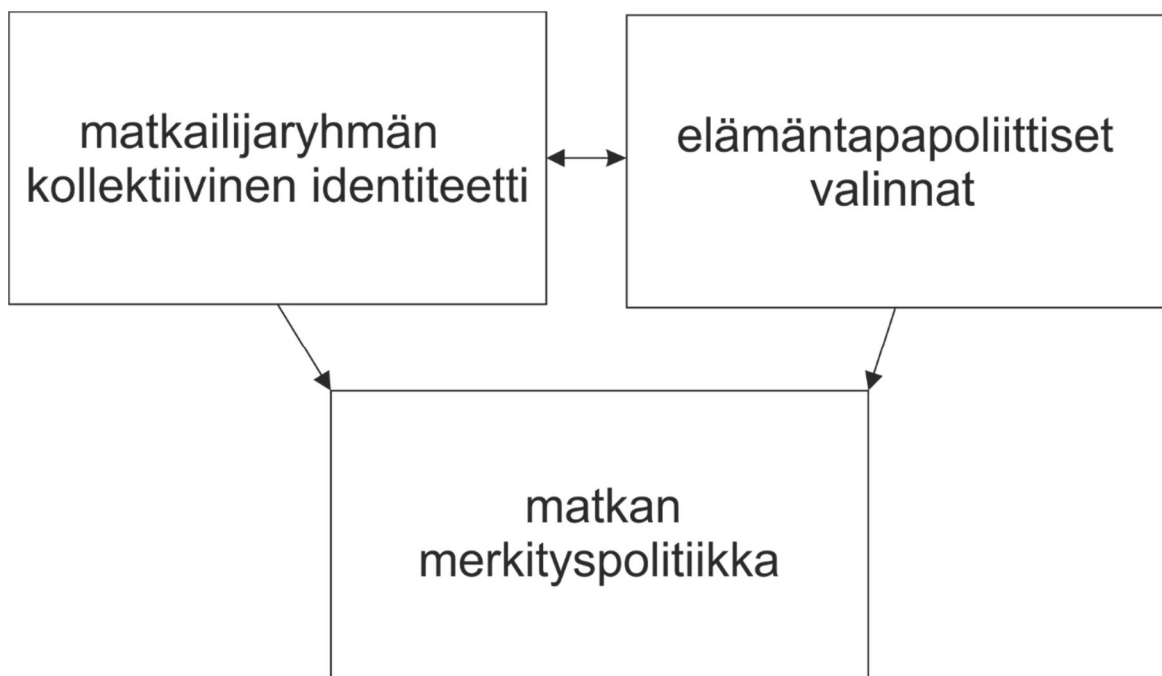 matkailijaryhmän
kollektiivinen identiteetti
elämäntapapoliittiset
valinnat
matkan
merkityspolitiikka